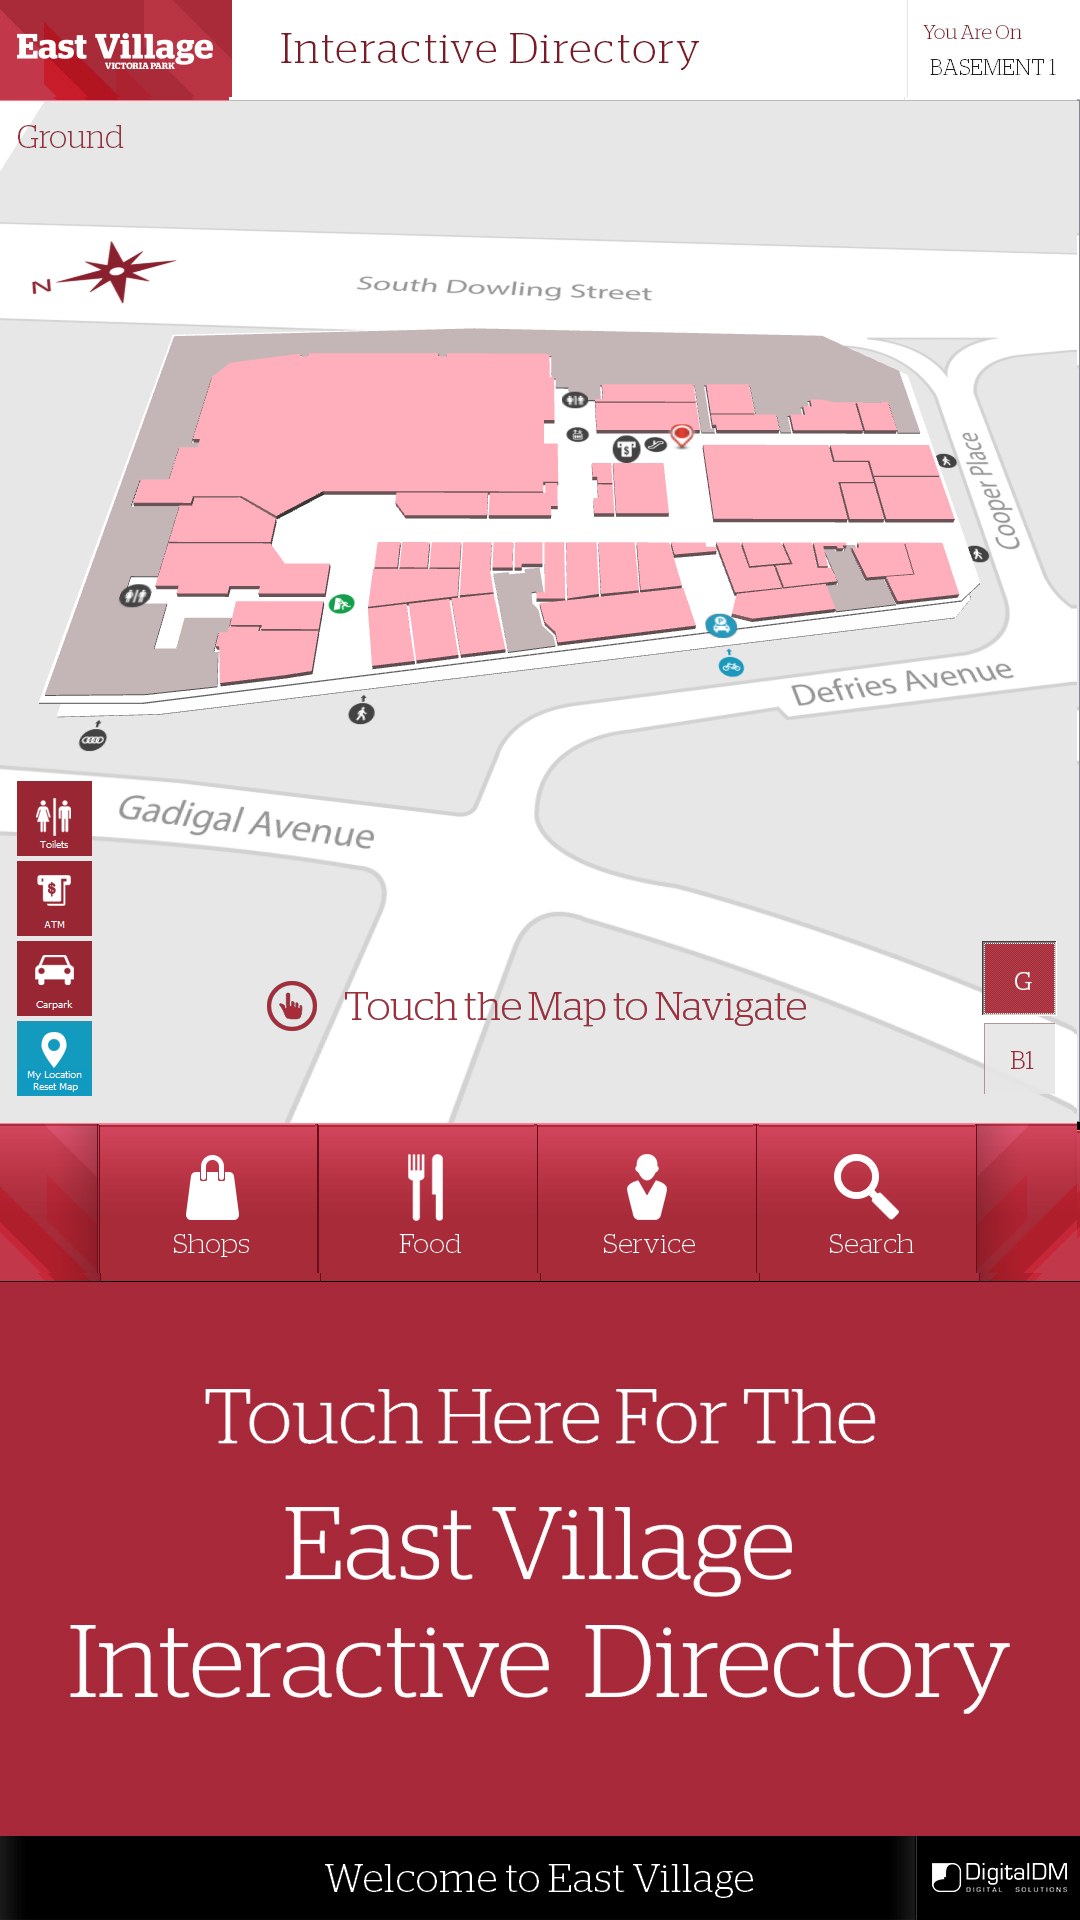 East Village
VICTORIA PARK
Interactive Directory
You Are On
BASEMENT 1
Ground
N
South Dowling Street
Cooper Place
$
P
Defries Avenue
Gadigal Avenue
Toilets
$
ATM
Carpark
My Location
Reset Map
Touch the Map to Navigate
G
B1
Shops
Food
Service
Search
Touch Here For The
East Village
Interactive Directory
Welcome to East Village
DigitalDM
DIGITAL SOLUTIONS